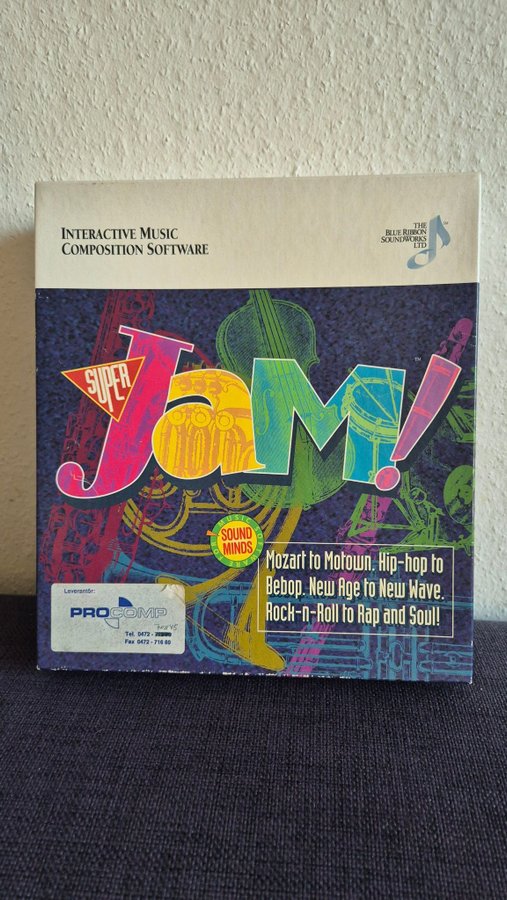 INTERACTIVE MUSIC
COMPOSITION SOFTWARE
THE
BLUE RIBBON
SOUNDWORKS
LTD
SUPER
JAM!
SOUND
MINDS
Mozart to Motown. Hip-hop to
Bebop. New Age to New Wave.
Rock-n-Roll to Rap and Soul!
Leverantör:
PROCOMP
Tel. 0472 -
Fax 0472 - 716 60